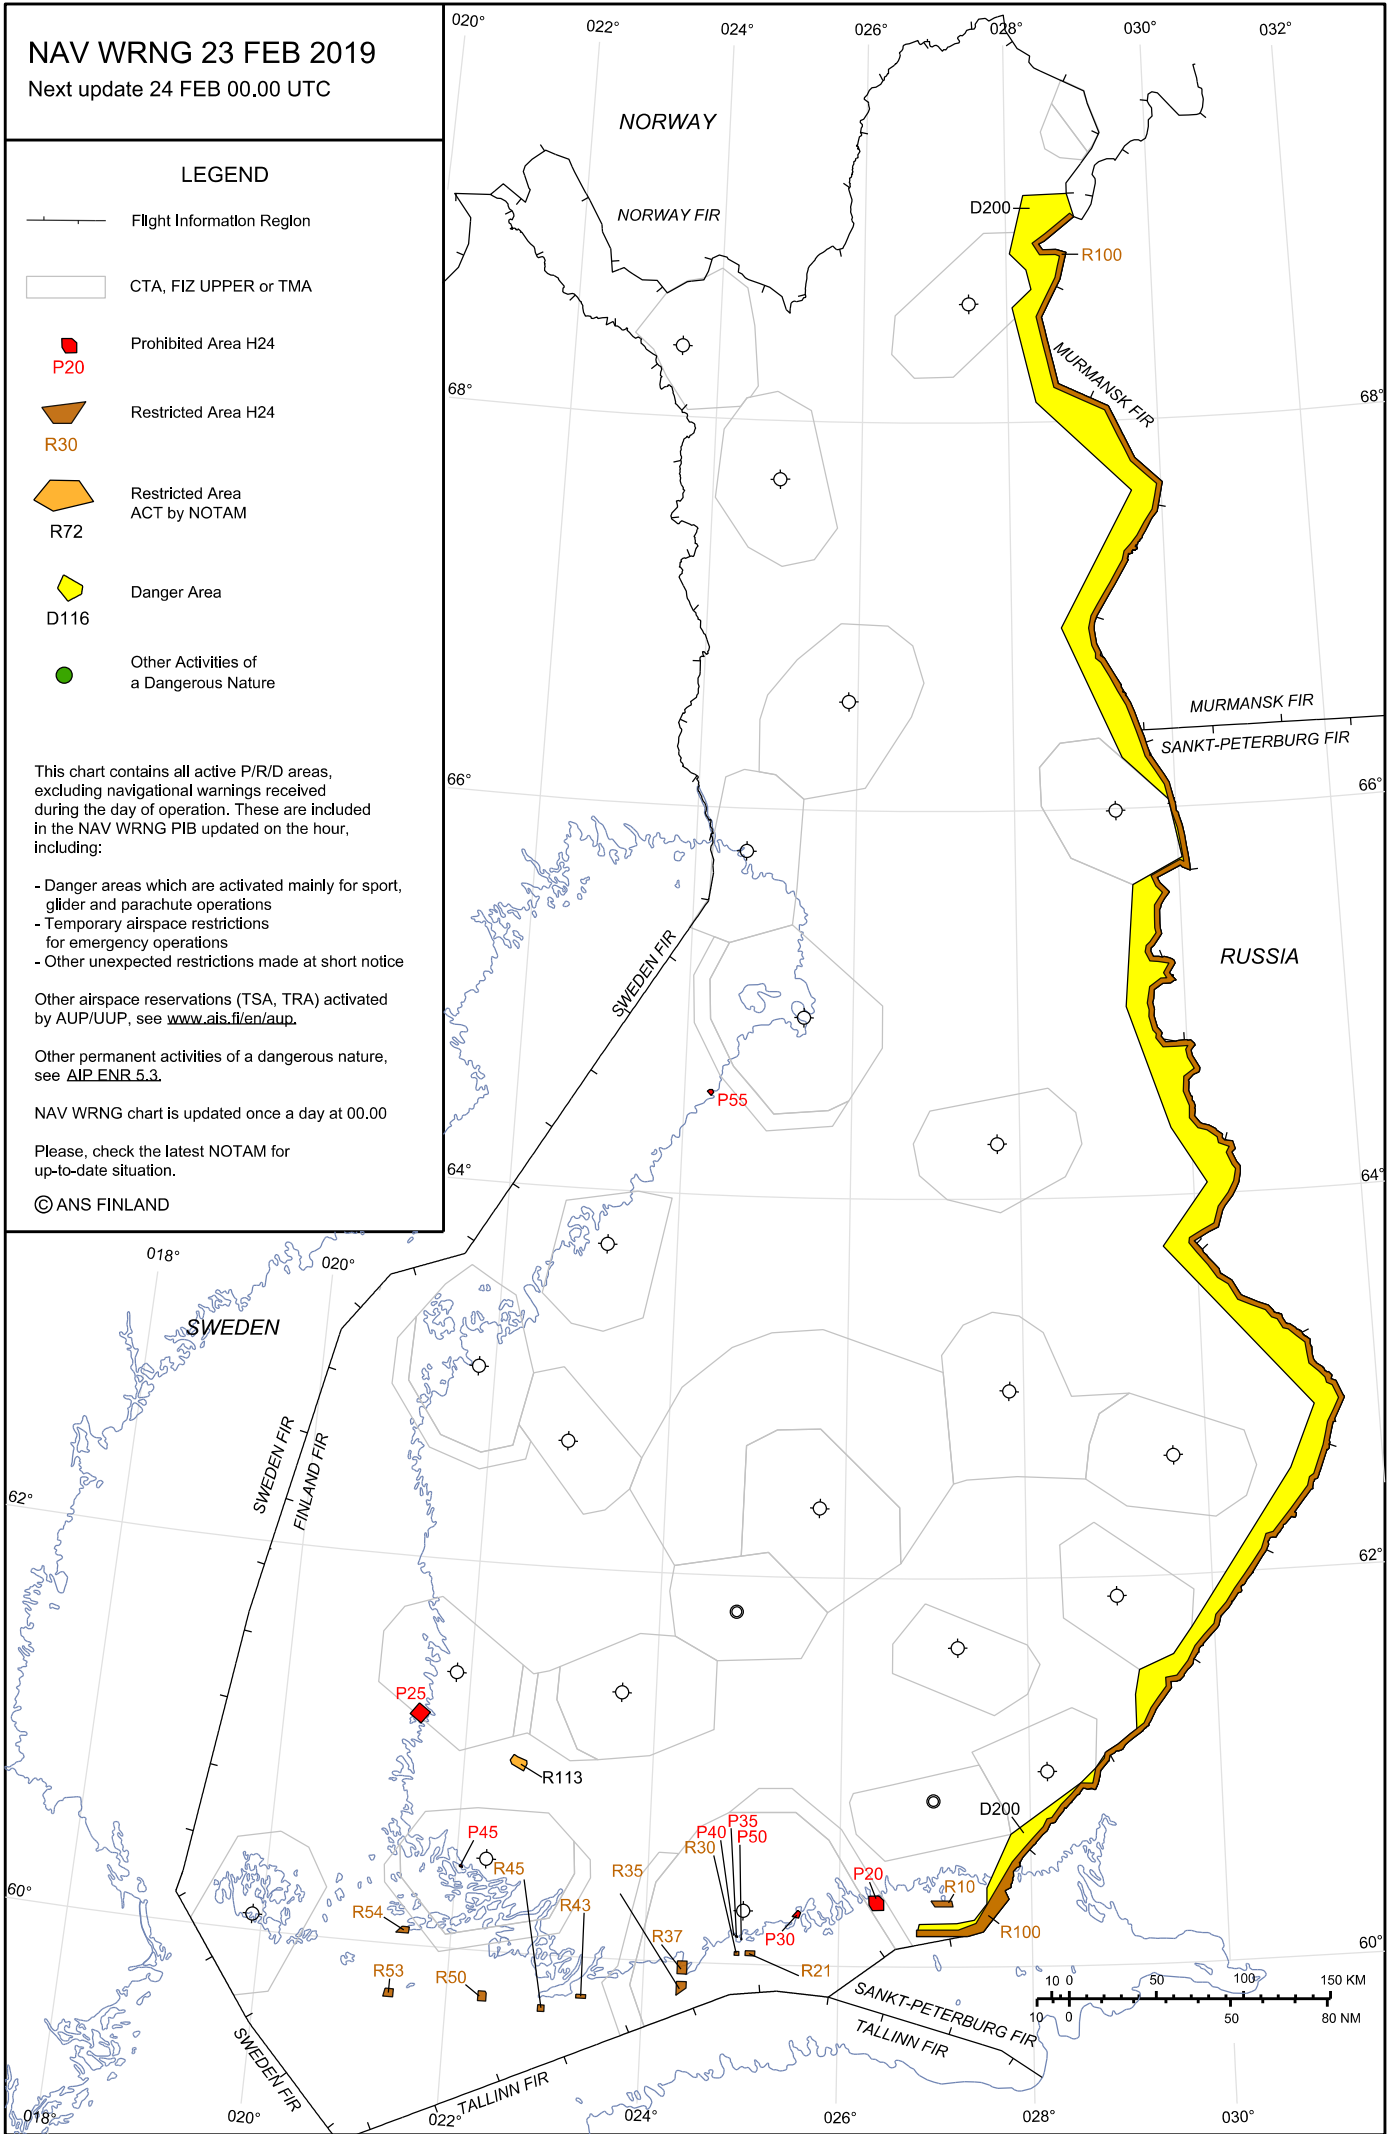 NAV WRNG 23 FEB 2019
Next update 24 FEB 00.00 UTC
LEGEND
Flight Information Region
CTA, FIZ UPPER or TMA
Prohibited Area H24
P20
Restricted Area H24
R30
Restricted Area
ACT by NOTAM
R72
Danger Area
D116
Other Activities of
a Dangerous Nature
This chart contains all active P/R/D areas,
excluding navigational warnings received
during the day of operation. These are included
in the NAV WRNG PIB updated on the hour,
including:
- Danger areas which are activated mainly for sport,
glider and parachute operations
- Temporary airspace restrictions
for emergency operations
- Other unexpected restrictions made at short notice
Other airspace reservations (TSA, TRA) activated
by AUP/UUP, see www.ais.fi/en/aup.
Other permanent activities of a dangerous nature,
see AIP ENR 5.3.
NAV WRNG chart is updated once a day at 00.00
Please, check the latest NOTAM for
up-to-date situation.
© ANS FINLAND
020° 022° 024° 026° 028° 030° 032°
NORWAY
NORWAY FIR
D200
R100
MURMANSK FIR
68° 68°
MURMANSK FIR
SANKT-PETERBURG FIR
66° 66°
SWEDEN FIR
RUSSIA
P55
64° 64°
018° 020°
SWEDEN
SWEDEN FIR
FINLAND FIR
62° 62°
P25
R113
D200
P45
P35
P40 P50
R30
R45
R35
P20
R10
60°
R54
R43
R37
P30
R100
60°
R53
R50
R21
10 0 50 100 150 KM
10 0 50 80 NM
SANKT-PETERBURG FIR
TALLINN FIR
SWEDEN FIR
TALLINN FIR
018° 020° 022° 024° 026° 028° 030°